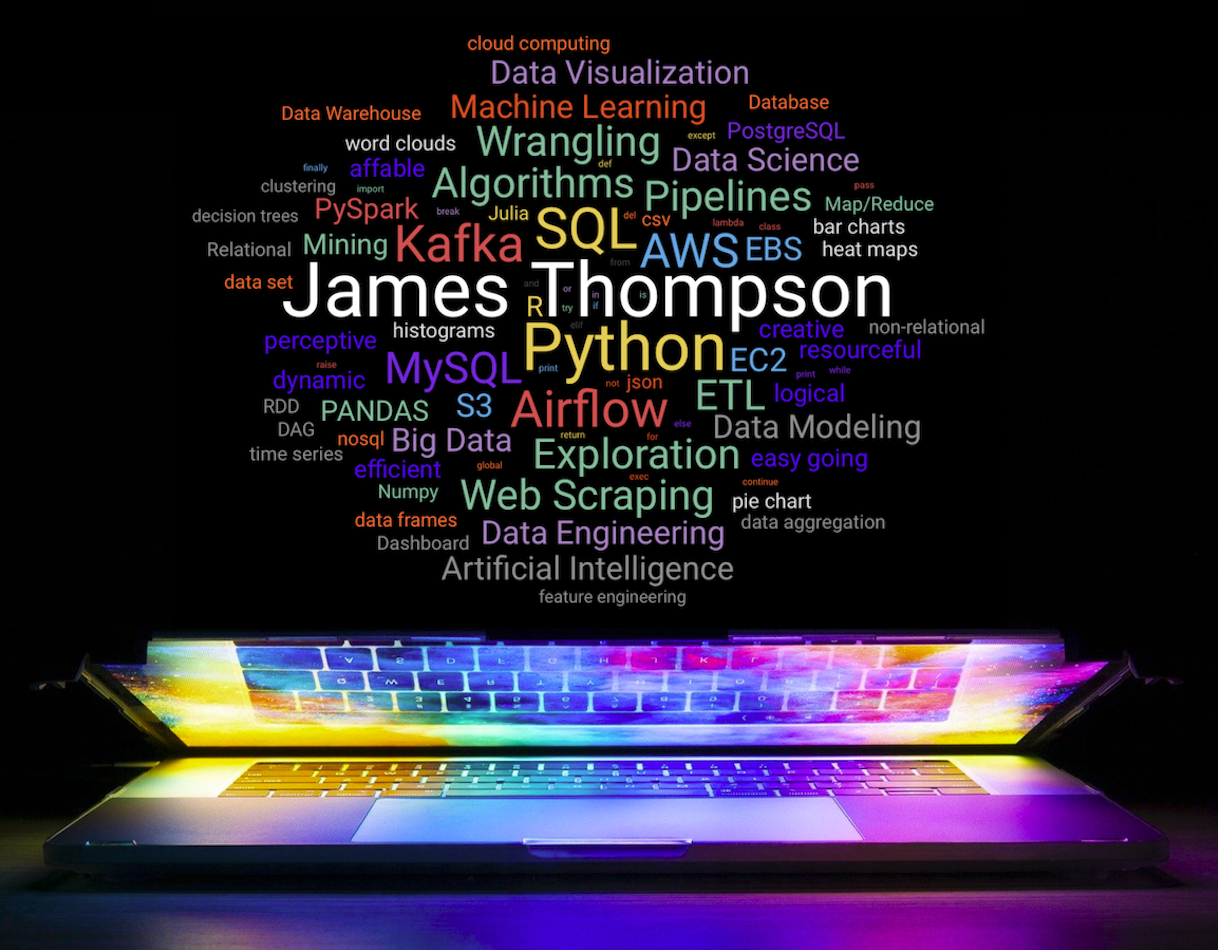 cloud computing
Data Visualization
Data Warehouse Machine Learning Database
word clouds Wrangling except PostgreSQL
finally affable def Data Science
clustering import Algorithms Pipelines pass
decision trees PySpark break Julia SQL del csv lambda class Map/Reduce
bar charts
Relational Mining Kafka from AWS EBS heat maps
data set James Thompson
and or in is
R try if
elif
perceptive histograms Python creative non-relational
raise MySQL print EC2 resourceful
dynamic not json print while
RDD PANDAS S3 Airflow ETL logical
DAG nosql Big Data return else for Data Modeling
time series Exploration easy going
efficient global exec continue
Numpy Web Scraping pie chart
data frames Data Engineering data aggregation
Dashboard
Artificial Intelligence
feature engineering